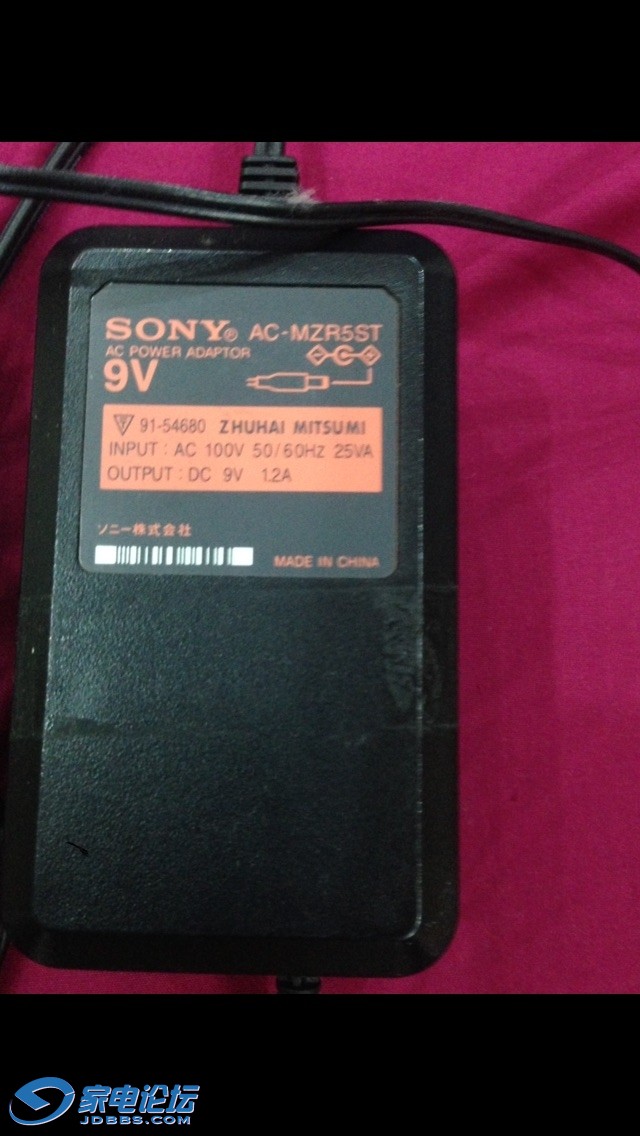 SONY® AC-MZR5ST
AC POWER ADAPTOR
9V
91-54680 ZHUHAI MITSUMI
INPUT : AC 100V 50/60Hz 25VA
OUTPUT : DC 9V 1.2A
ソニー株式会社
MADE IN CHINA
家电论坛
JDBBS.COM